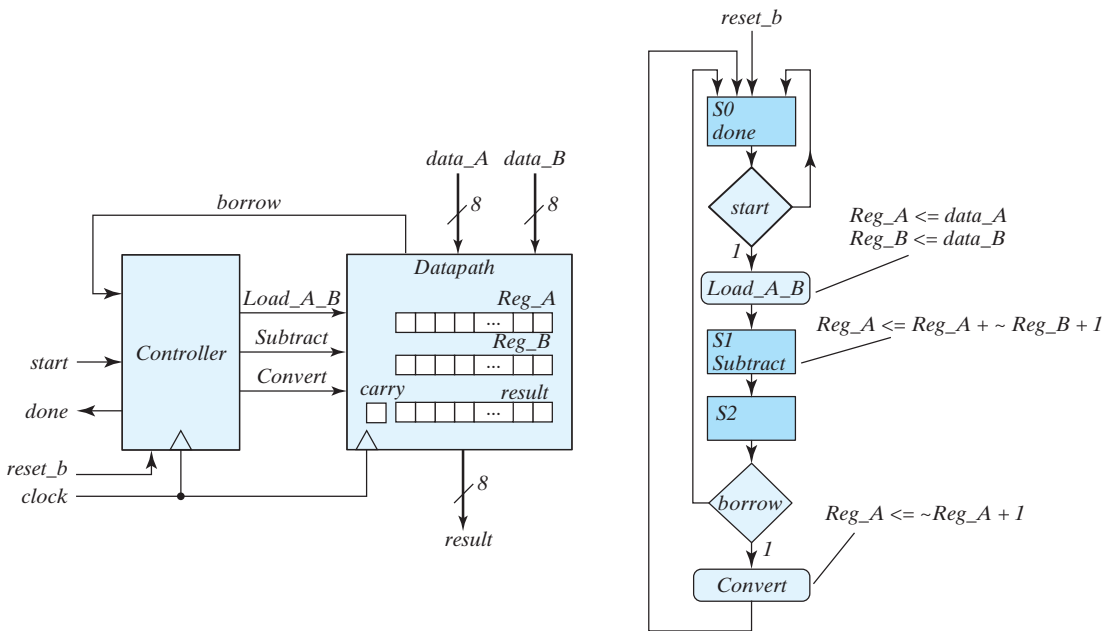 data_A
data_B
borrow
8
8
Datapath
Load_A_B
Reg_A
...
Subtract
Reg_B
...
Controller
start
Convert
carry
result
...
done
reset_b
clock
8
result
reset_b
S0
done
start
1
Reg_A <= data_A
Reg_B <= data_B
Load_A_B
S1
Subtract
Reg_A <= Reg_A + ~ Reg_B + 1
S2
borrow
1
Reg_A <= ~Reg_A + 1
Convert